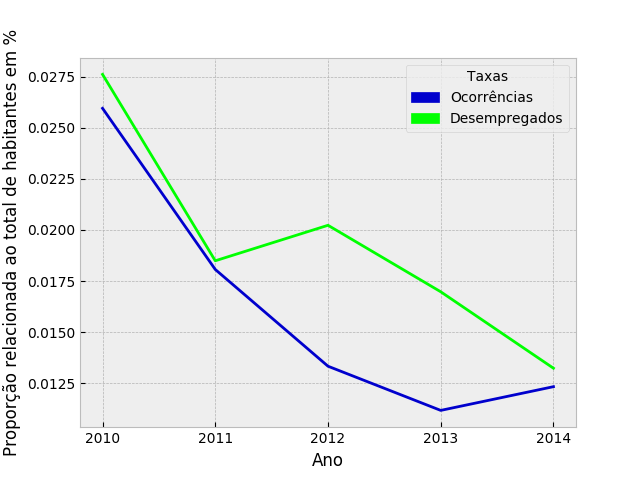 Proporção relacionada ao total de habitantes em %
0.0275
0.0250
0.0225
0.0200
0.0175
0.0150
0.0125
Taxas
Ocorrências
Desempregados
2010 2011 2012 2013 2014
Ano